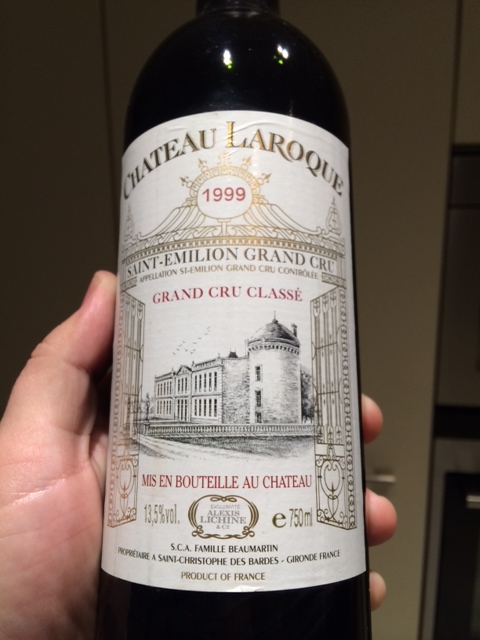 CHATEAU LAROQUE
1999
SAINT-EMILION GRAND CRU
APPELLATION ST-EMILION GRAND CRU CONTRÔLÉE
GRAND CRU CLASSÉ
MIS EN BOUTEILLE AU CHATEAU
13,5%vol.
EXCLUSIVITÉ
ALEXIS
LICHINE
& Co
e 750 ml
S.C.A. FAMILLE BEAUMARTIN
PROPRIÉTAIRE A SAINT-CHRISTOPHE DES BARDES - GIRONDE FRANCE
PRODUCT OF FRANCE